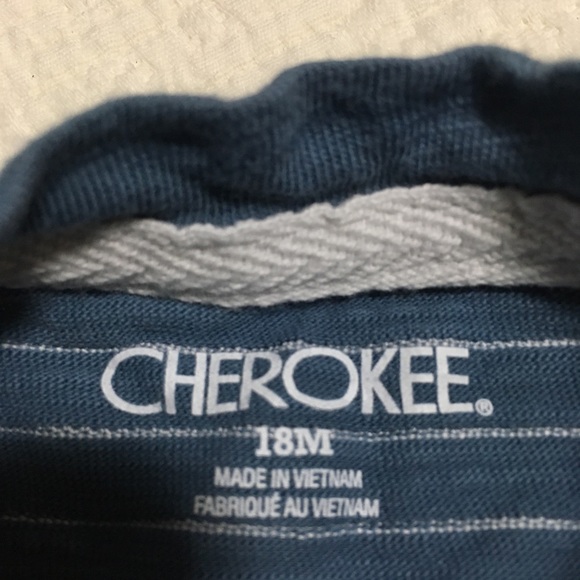 CHEROKEE®
18M
MADE IN VIETNAM
FABRIQUÉ AU VIETNAM